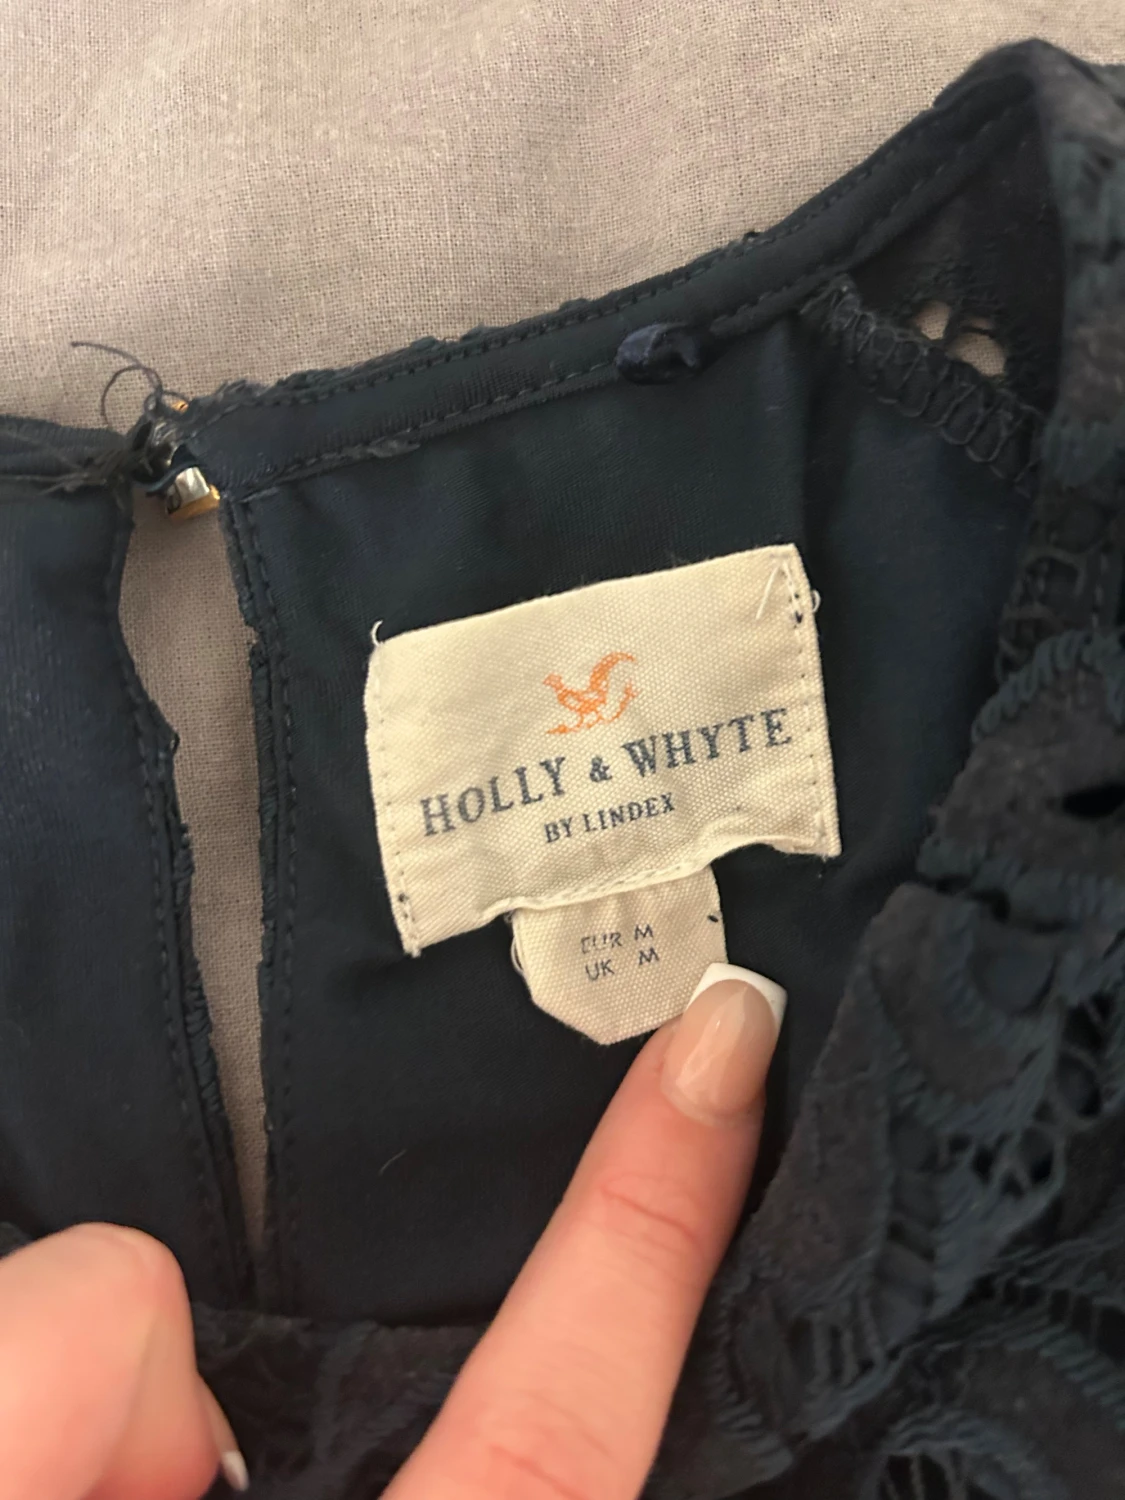 HOLLY & WHYTE
BY LINDEX
EUR M
UK M